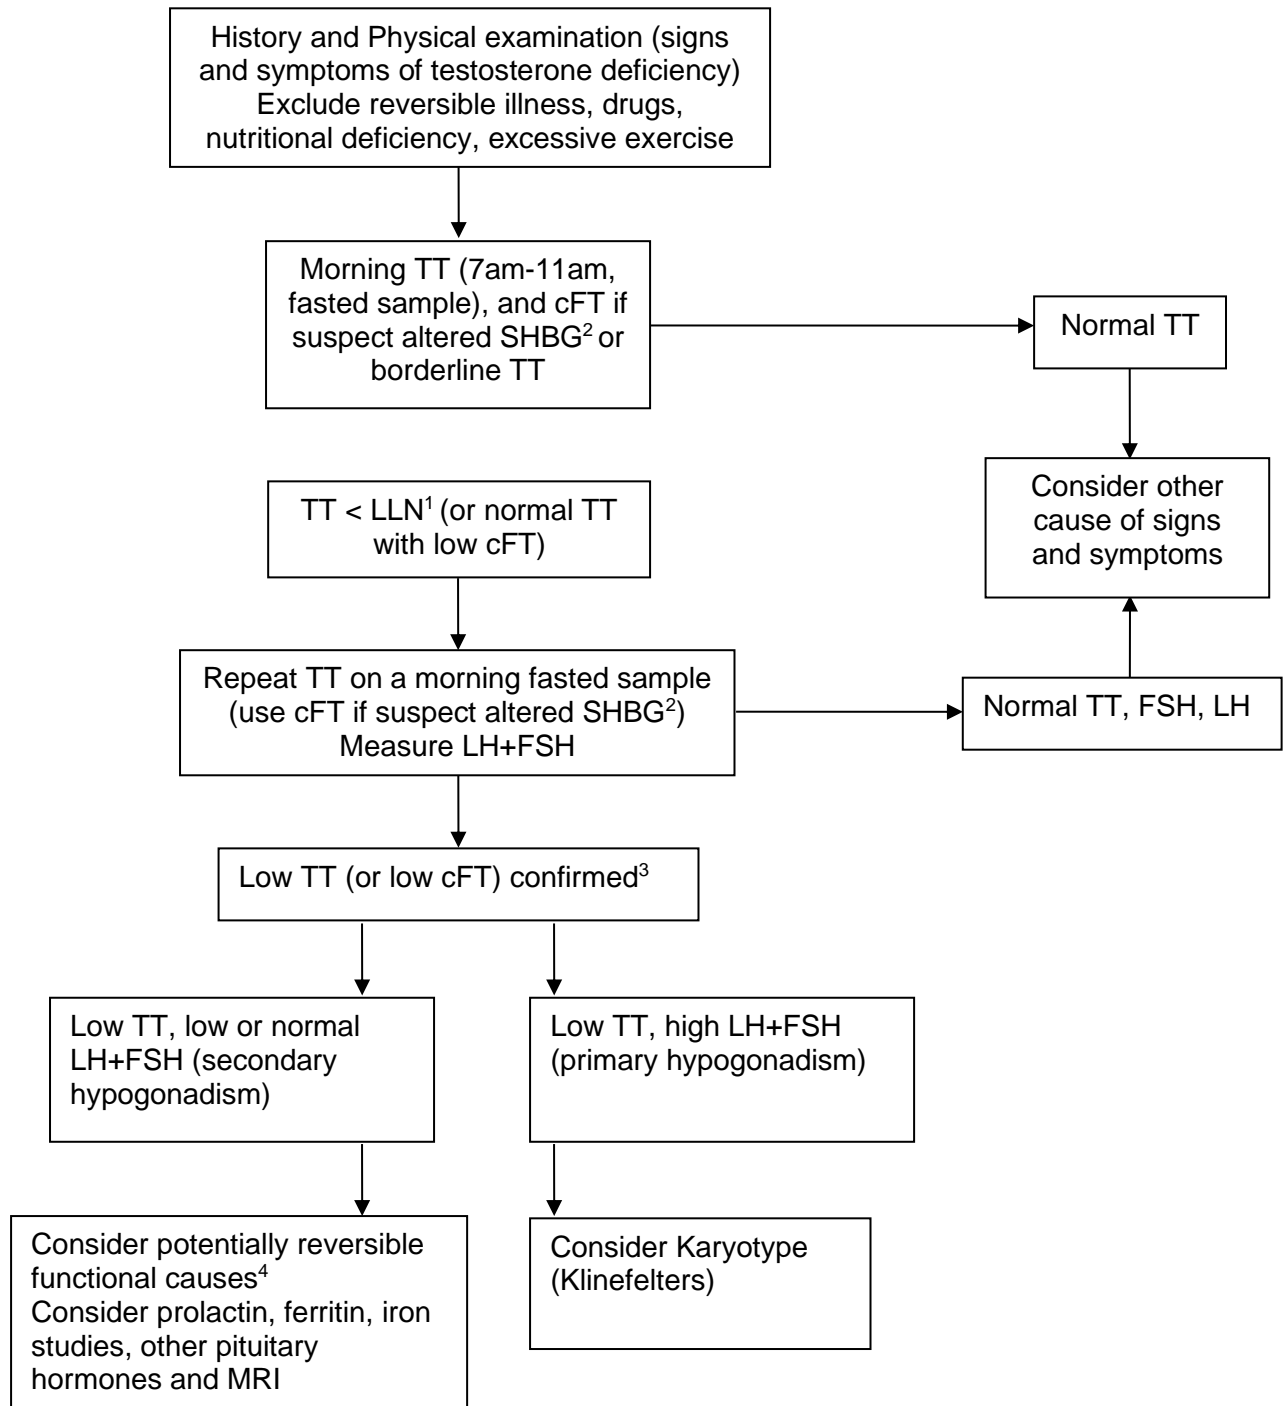 History and Physical examination (signs
and symptoms of testosterone deficiency)
Exclude reversible illness, drugs,
nutritional deficiency, excessive exercise
Morning TT (7am-11am,
fasted sample), and cFT if
suspect altered SHBG² or
borderline TT
Normal TT
Consider other
cause of signs
and symptoms
TT < LLN¹ (or normal TT
with low cFT)
Repeat TT on a morning fasted sample
(use cFT if suspect altered SHBG²)
Measure LH+FSH
Normal TT, FSH, LH
Low TT (or low cFT) confirmed³
Low TT, low or normal
LH+FSH (secondary
hypogonadism)
Low TT, high LH+FSH
(primary hypogonadism)
Consider potentially reversible
functional causes⁴
Consider prolactin, ferritin, iron
studies, other pituitary
hormones and MRI
Consider Karyotype
(Klinefelters)